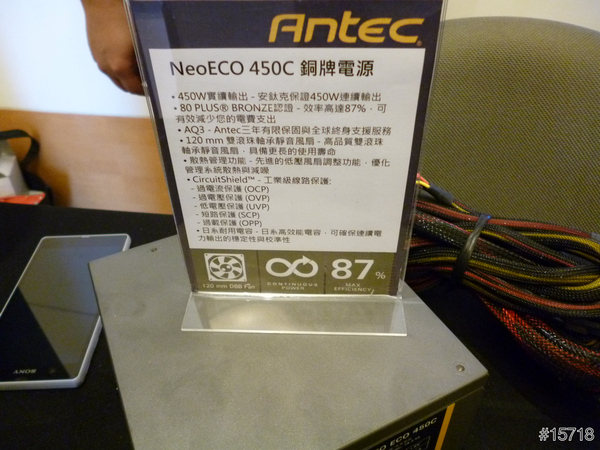 Antec
NeoECO 450C 銅牌電源
• 450W實續輸出 - 安鈦克保證450W連續輸出
• 80 PLUS® BRONZE認證 - 效率高達87%，可
有效減少您的電費支出
• AQ3 - Antec三年有限保固與全球終身支援服務
• 120 mm 雙滾珠軸承靜音風扇 - 高品質雙滾珠
軸承靜音風扇，具備更長的使用壽命
• 散熱管理功能 - 先進的低壓風扇調整功能，優化
管理系統散熱與減噪
• CircuitShield™ - 工業級線路保護:
- 過電流保護 (OCP)
- 過電壓保護 (OVP)
- 低電壓保護 (UVP)
- 短路保護 (SCP)
- 過載保護 (OPP)
• 日系耐用電容 - 日系高效能電容，可確保連續電
力輸出的穩定性與校準性
120 mm DBB Fan
CONTINUOUS
POWER
87%
MAX
EFFICIENCY
SONY
ECO 450C
#15718